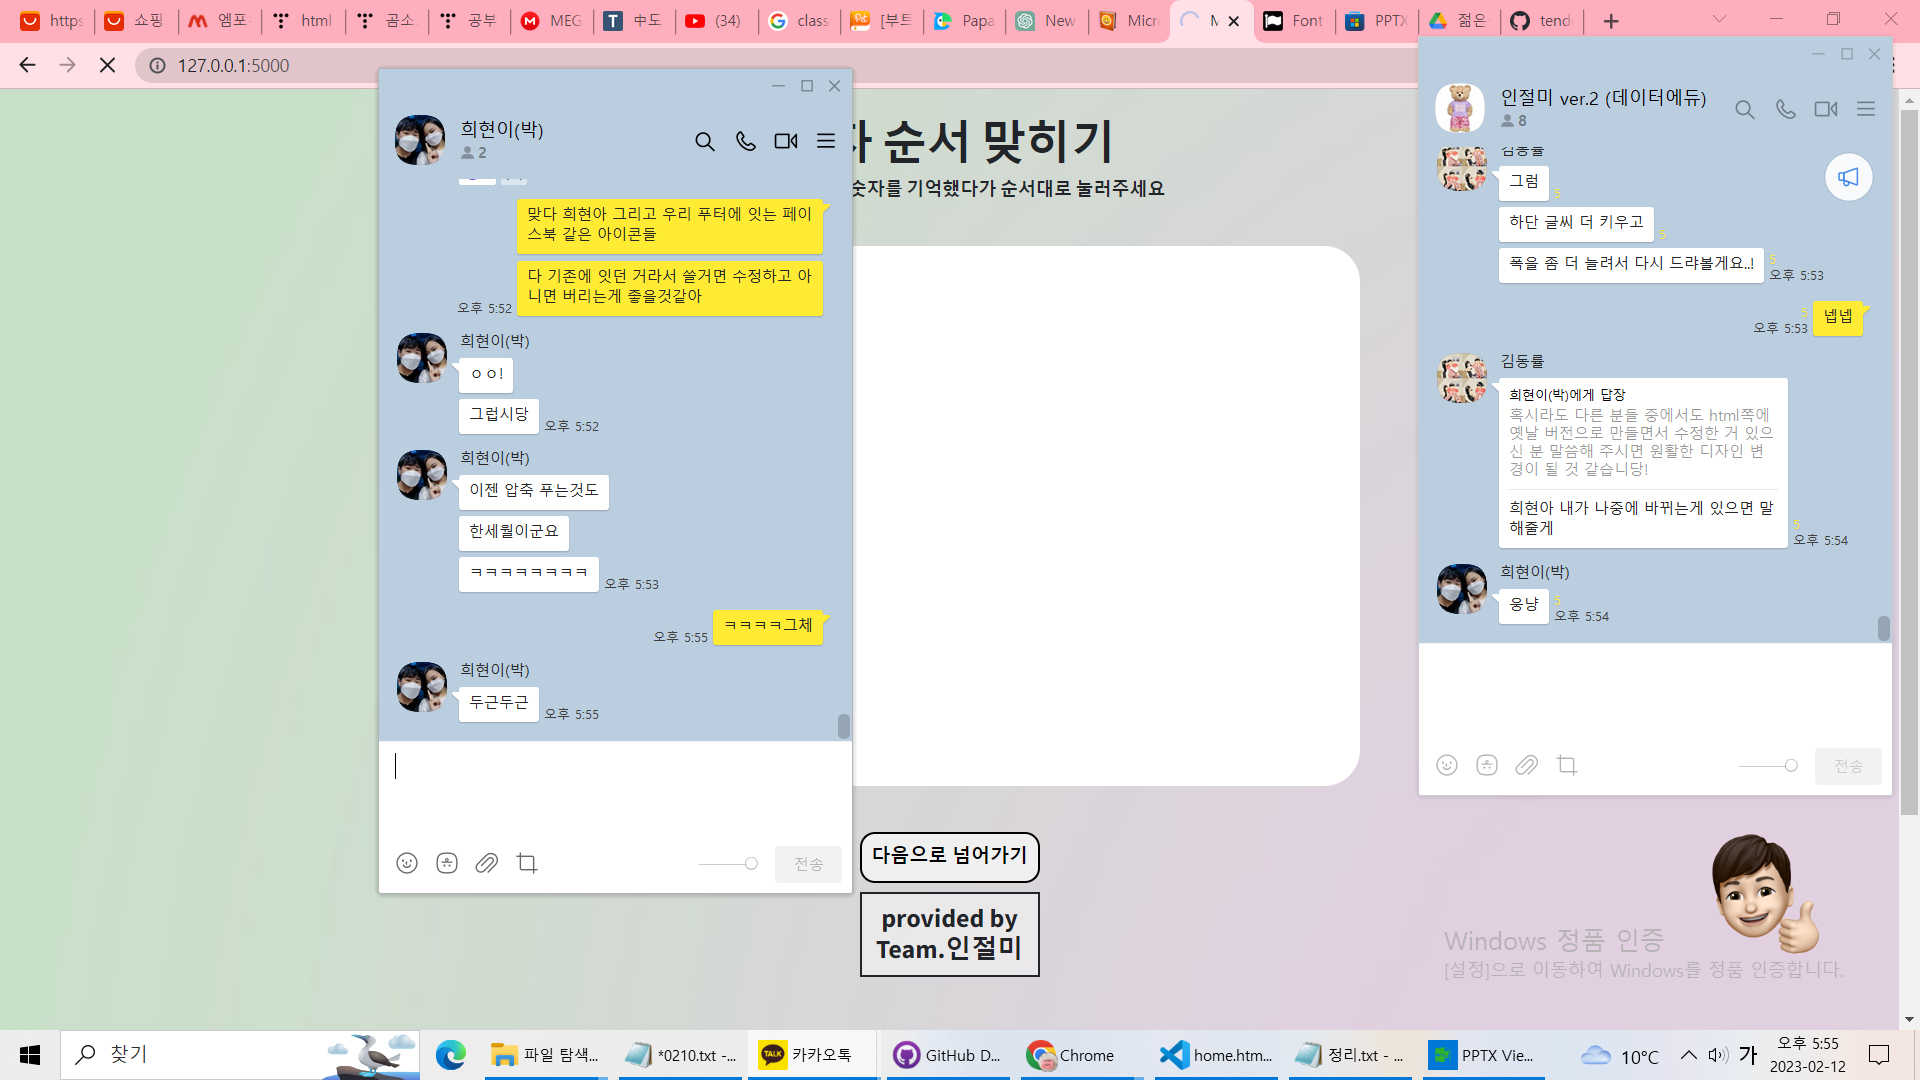 https
쇼핑
엠포
html
곰소
공부
MEG
中도
(34)
class
[부트
Papa
New
Micr
Font
PPTX
젊은
tend
127.0.0.1:5000
순서 맞히기
숫자를 기억했다가 순서대로 눌러주세요
다음으로 넘어가기
provided by
Team.인절미
희현이(박)
2
맞다 희현아 그리고 우리 푸터에 잇는 페이
스북 같은 아이콘들
다 기존에 잇던 거라서 쓸거면 수정하고 아
니면 버리는게 좋을것같아
오후 5:52
희현이(박)
ㅇㅇ!
그럽시당
오후 5:52
희현이(박)
이젠 압축 푸는것도
한세월이군요
ㅋㅋㅋㅋㅋㅋㅋㅋ
오후 5:53
ㅋㅋㅋㅋ그체
오후 5:55
희현이(박)
두근두근
오후 5:55
전송
인절미 ver.2 (데이터에듀)
8
김동률
그럼
5
하단 글씨 더 키우고
5
폭을 좀 더 늘려서 다시 드랴볼게요..!
5
오후 5:53
넵넵
5
오후 5:53
김동률
희현이(박)에게 답장
혹시라도 다른 분들 중에서도 html쪽에
옛날 버전으로 만들면서 수정한 거 있으
신 분 말씀해 주시면 원활한 디자인 변
경이 될 것 같습니당!
희현아 내가 나중에 바뀌는게 있으면 말
해줄게
5
오후 5:54
희현이(박)
웅냥
5
오후 5:54
전송
Windows 정품 인증
[설정]으로 이동하여 Windows를 정품 인증합니다.
찾기
파일 탐색...
*0210.txt -...
TALK
카카오톡
GitHub D...
Chrome
home.htm...
정리.txt - ...
PPTX Vie...
10°C
가
오후 5:55
2023-02-12